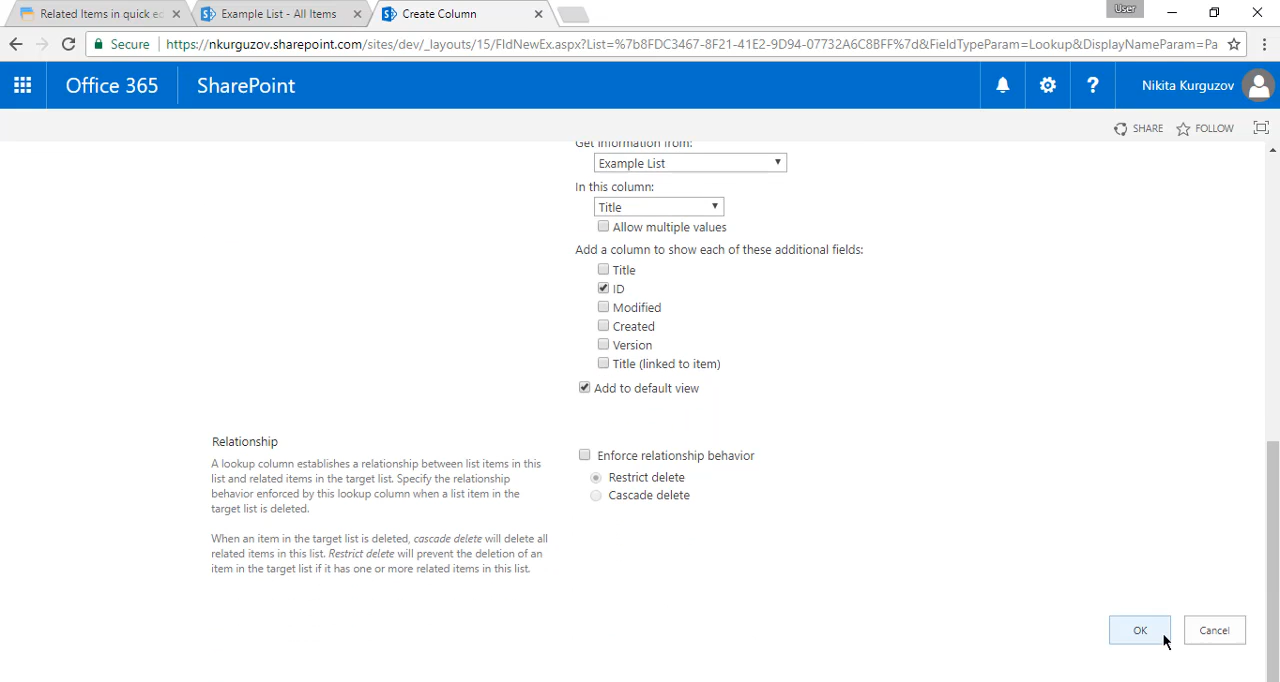 Related Items in quick e
Example List - All Items
Create Column
User
Secure
https://nkurguzov.sharepoint.com/sites/dev/_layouts/15/FldNewEx.aspx?List=%7b8FDC3467-8F21-41E2-9D94-07732A6C8BFF%7d&FieldTypeParam=Lookup&DisplayNameParam=Pa
Office 365
SharePoint
?
Nikita Kurguzov
SHARE
FOLLOW
Get information from:
Example List
In this column:
Title
Allow multiple values
Add a column to show each of these additional fields:
Title
ID
Modified
Created
Version
Title (linked to item)
Add to default view
Relationship
A lookup column establishes a relationship between list items in this
list and related items in the target list. Specify the relationship
behavior enforced by this lookup column when a list item in the
target list is deleted.
When an item in the target list is deleted, cascade delete will delete all
related items in this list. Restrict delete will prevent the deletion of an
item in the target list if it has one or more related items in this list.
Enforce relationship behavior
Restrict delete
Cascade delete
OK
Cancel